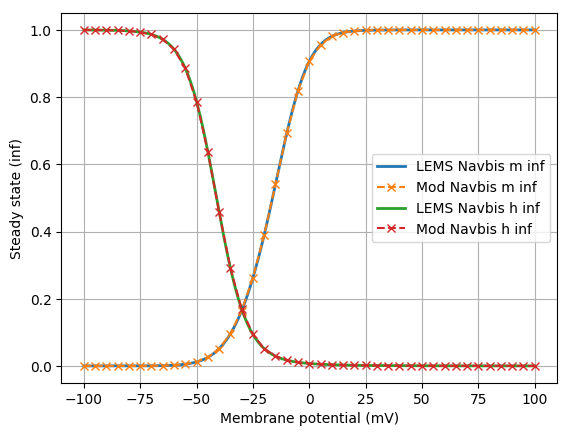 1.0
0.8
0.6
0.4
0.2
0.0
Steady state (inf)
LEMS Navbis m inf
Mod Navbis m inf
LEMS Navbis h inf
Mod Navbis h inf
−100 −75 −50 −25 0 25 50 75 100
Membrane potential (mV)